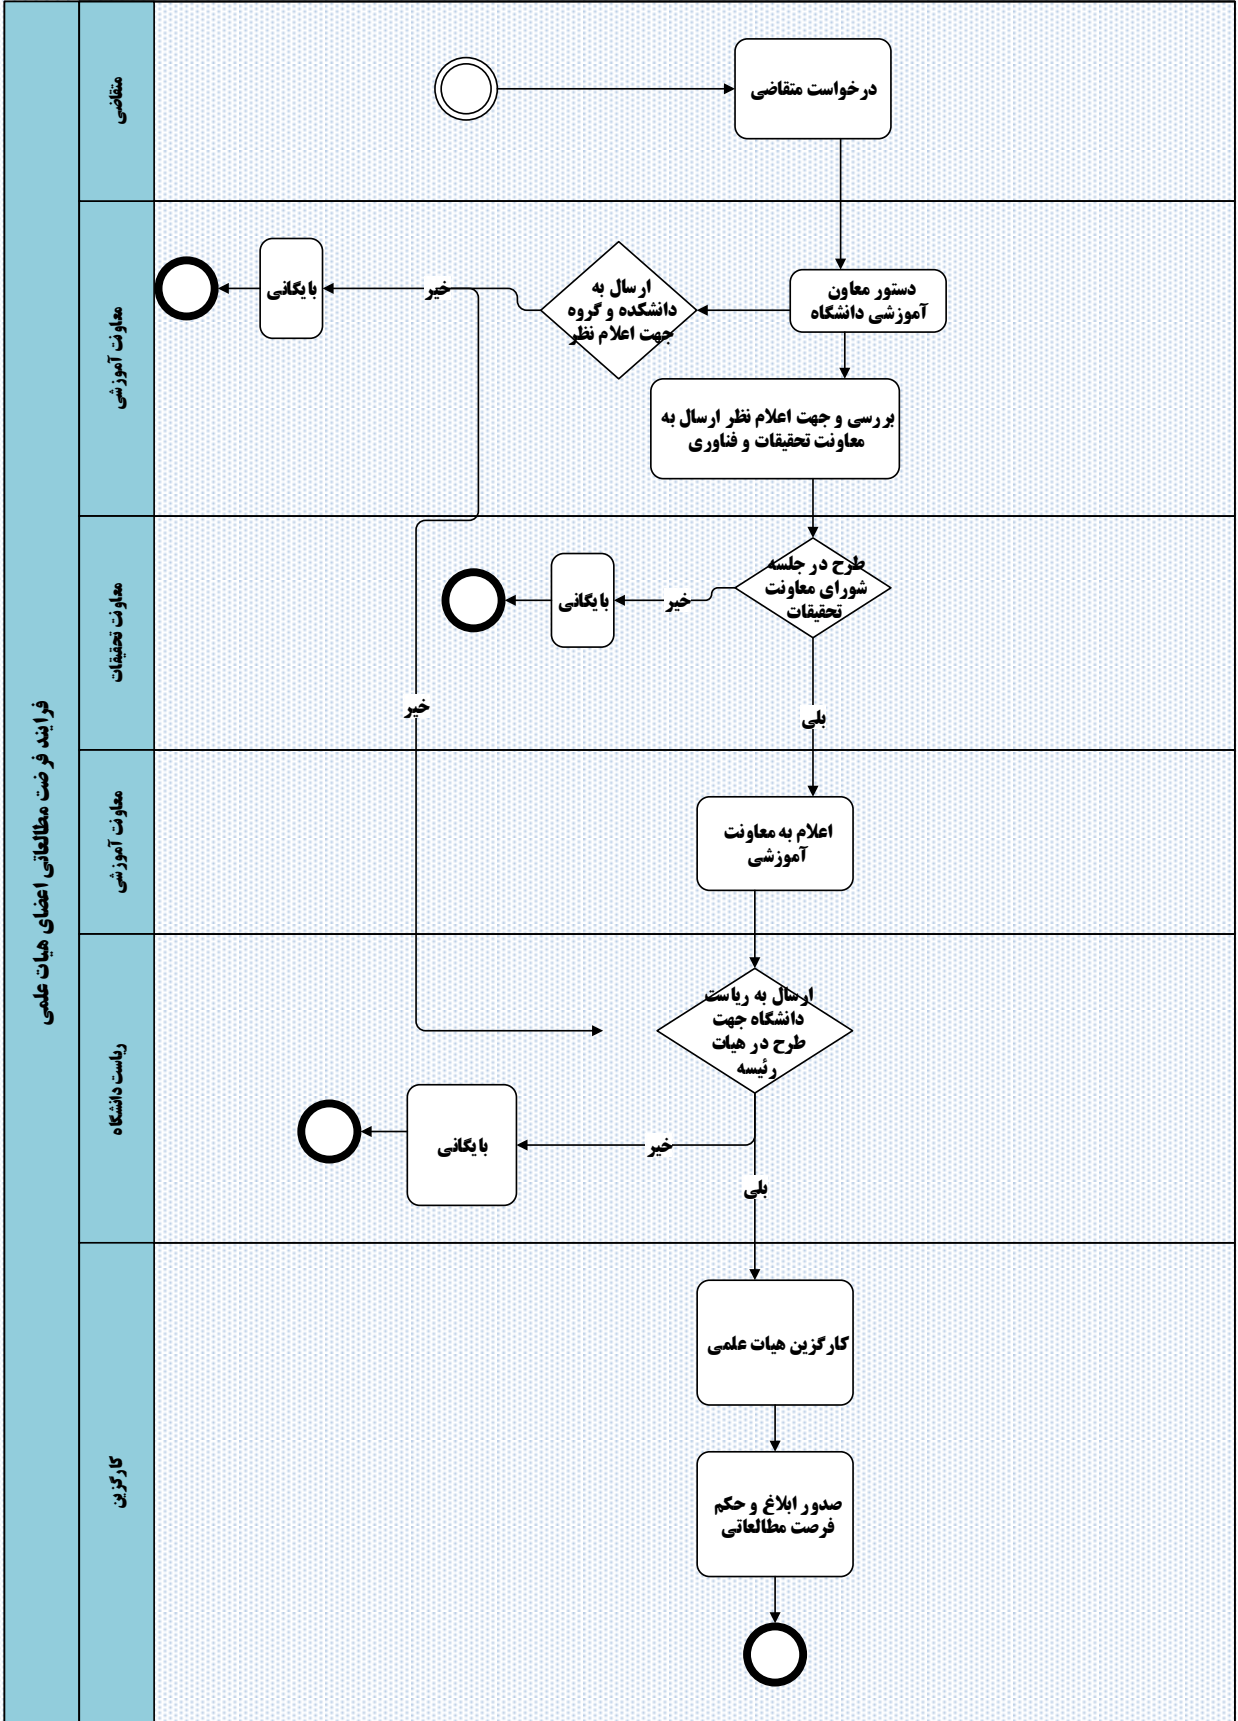 فرایند فرضت مطالعاتی اعضای هیات علمی
متقاضی
درخواست متقاضی
معاونت آموزشی
دستور معاون
آموزشی دانشگاه
ارسال به
دانشکده و گروه
جهت اعلام نظر
خیر
بایگانی
بررسی و جهت اعلام نظر ارسال به
معاونت تحقیقات و فناوری
معاونت تحقیقات
طرح در جلسه
شورای معاونت
تحقیقات
خیر
بایگانی
خیر
بلی
معاونت آموزشی
اعلام به معاونت
آموزشی
ریاست دانشگاه
ارسال به ریاست
دانشگاه جهت
طرح در هیات
رئیسه
خیر
بایگانی
بلی
کارگزین
کارگزین هیات علمی
صدور ابلاغ و حکم
فرصت مطالعاتی